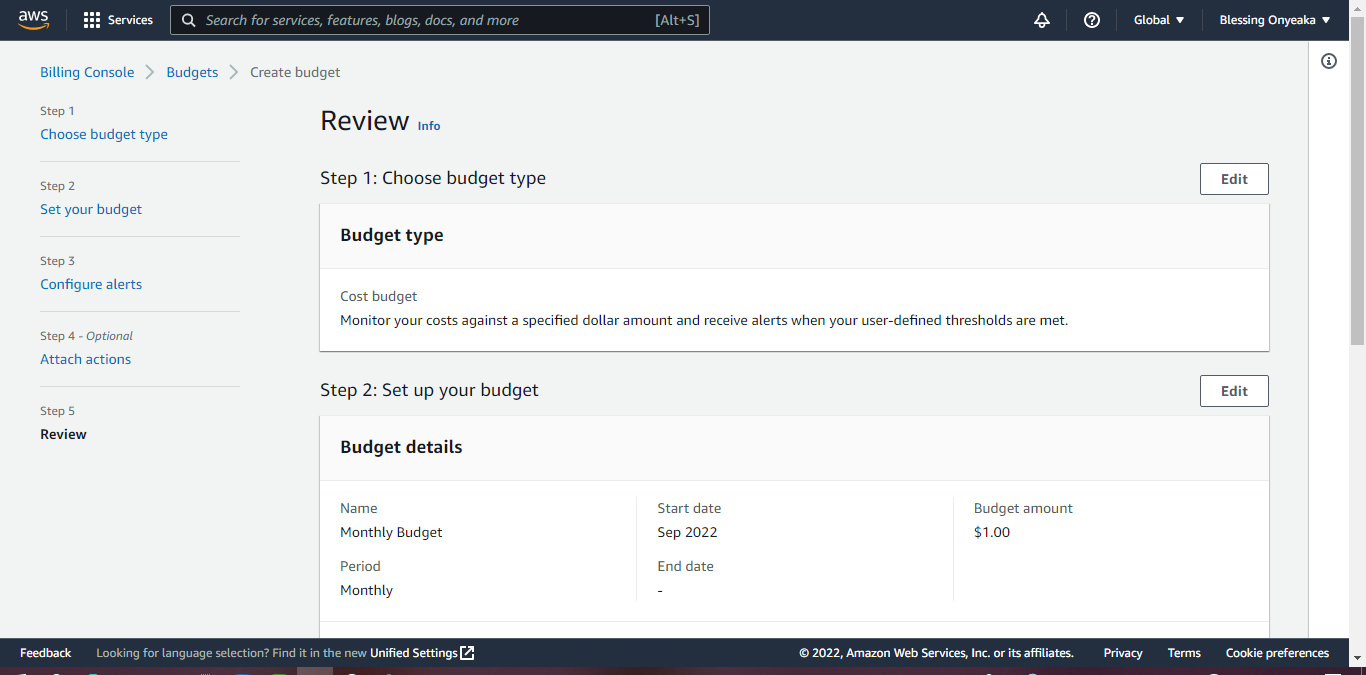 aws
Services
Search for services, features, blogs, docs, and more [Alt+S]
Global
Blessing Onyeaka
Billing Console
Budgets
Create budget
Step 1
Choose budget type
Step 2
Set your budget
Step 3
Configure alerts
Step 4 - Optional
Attach actions
Step 5
Review
Review Info
Step 1: Choose budget type
Edit
Budget type
Cost budget
Monitor your costs against a specified dollar amount and receive alerts when your user-defined thresholds are met.
Step 2: Set up your budget
Edit
Budget details
Name
Monthly Budget
Period
Monthly
Start date
Sep 2022
End date
-
Budget amount
$1.00
Feedback
Looking for language selection? Find it in the new Unified Settings
© 2022, Amazon Web Services, Inc. or its affiliates.
Privacy
Terms
Cookie preferences